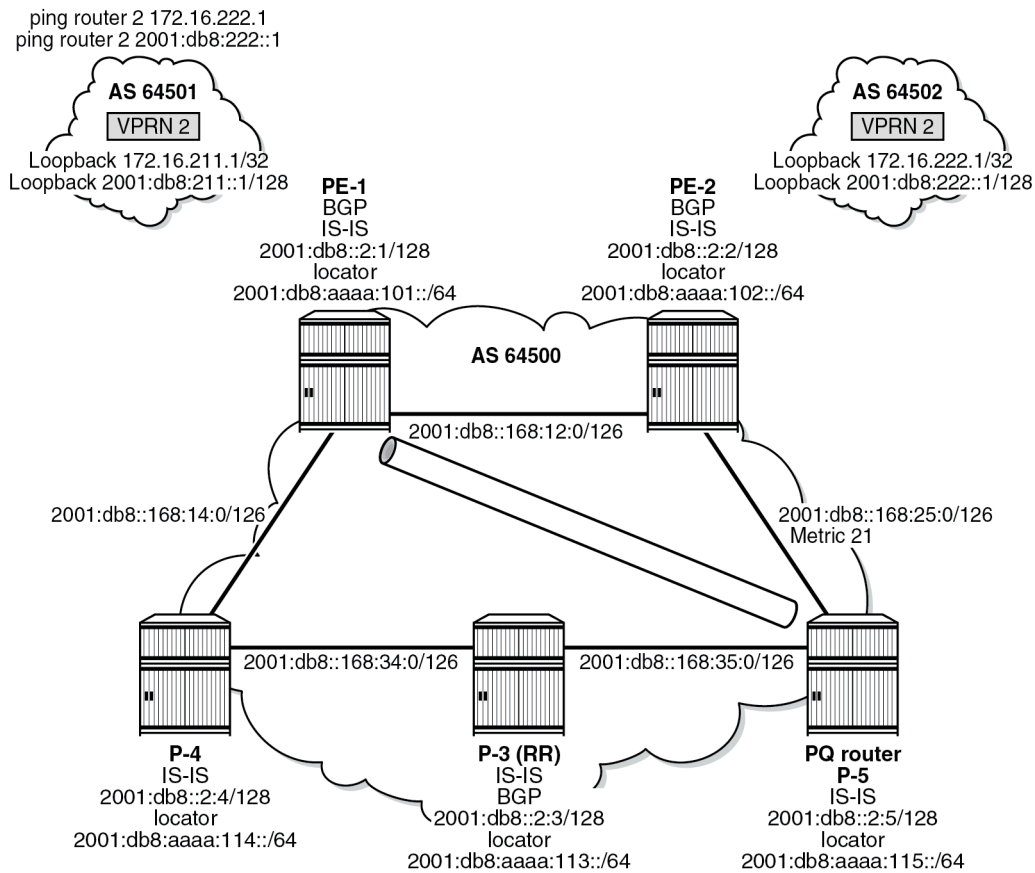 ping router 2 172.16.222.1
ping router 2 2001:db8:222::1
AS 64501
VPRN 2
Loopback 172.16.211.1/32
Loopback 2001:db8:211::1/128
AS 64502
VPRN 2
Loopback 172.16.222.1/32
Loopback 2001:db8:222::1/128
PE-1
BGP
IS-IS
2001:db8::2:1/128
locator
2001:db8:aaaa:101::/64
PE-2
BGP
IS-IS
2001:db8::2:2/128
locator
2001:db8:aaaa:102::/64
AS 64500
2001:db8::168:12:0/126
2001:db8::168:14:0/126
2001:db8::168:25:0/126
Metric 21
2001:db8::168:34:0/126
2001:db8::168:35:0/126
P-4
IS-IS
2001:db8::2:4/128
locator
2001:db8:aaaa:114::/64
P-3 (RR)
IS-IS
BGP
2001:db8::2:3/128
locator
2001:db8:aaaa:113::/64
PQ router
P-5
IS-IS
2001:db8::2:5/128
locator
2001:db8:aaaa:115::/64